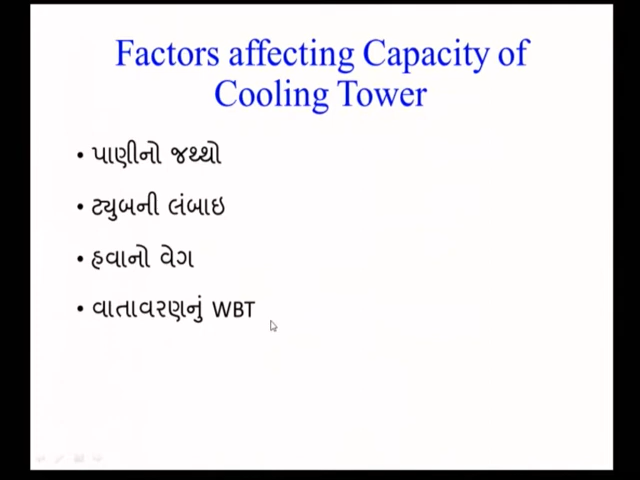 Factors affecting Capacity of
Cooling Tower
• પાણીનો જથ્થો
• ટ્યુબની લંબાઇ
• હવાનો વેગ
• વાતાવરણનું WBT